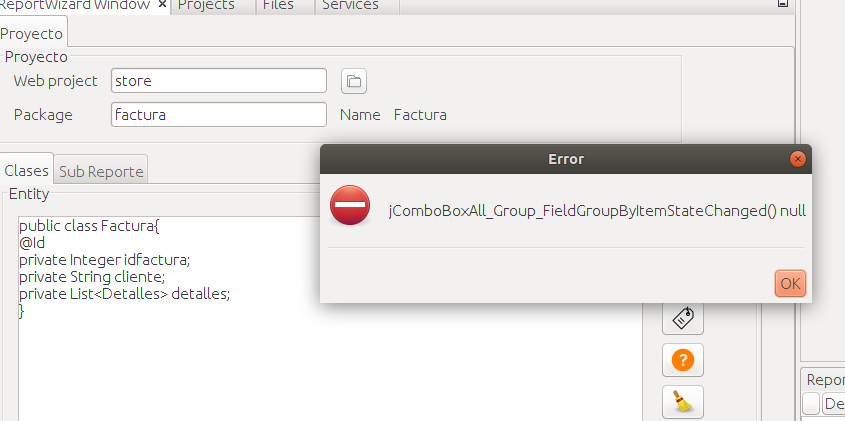 ReportWizard Window × Projects Files Services
Proyecto
Proyecto
Web project store
Package factura Name Factura
Error
Clases Sub Reporte
Entity
jComboBoxAll_Group_FieldGroupByItemStateChanged() null
public class Factura{
@Id
private Integer idfactura;
private String cliente;
private List<Detalles> detalles;
}
OK
?
Repor
De